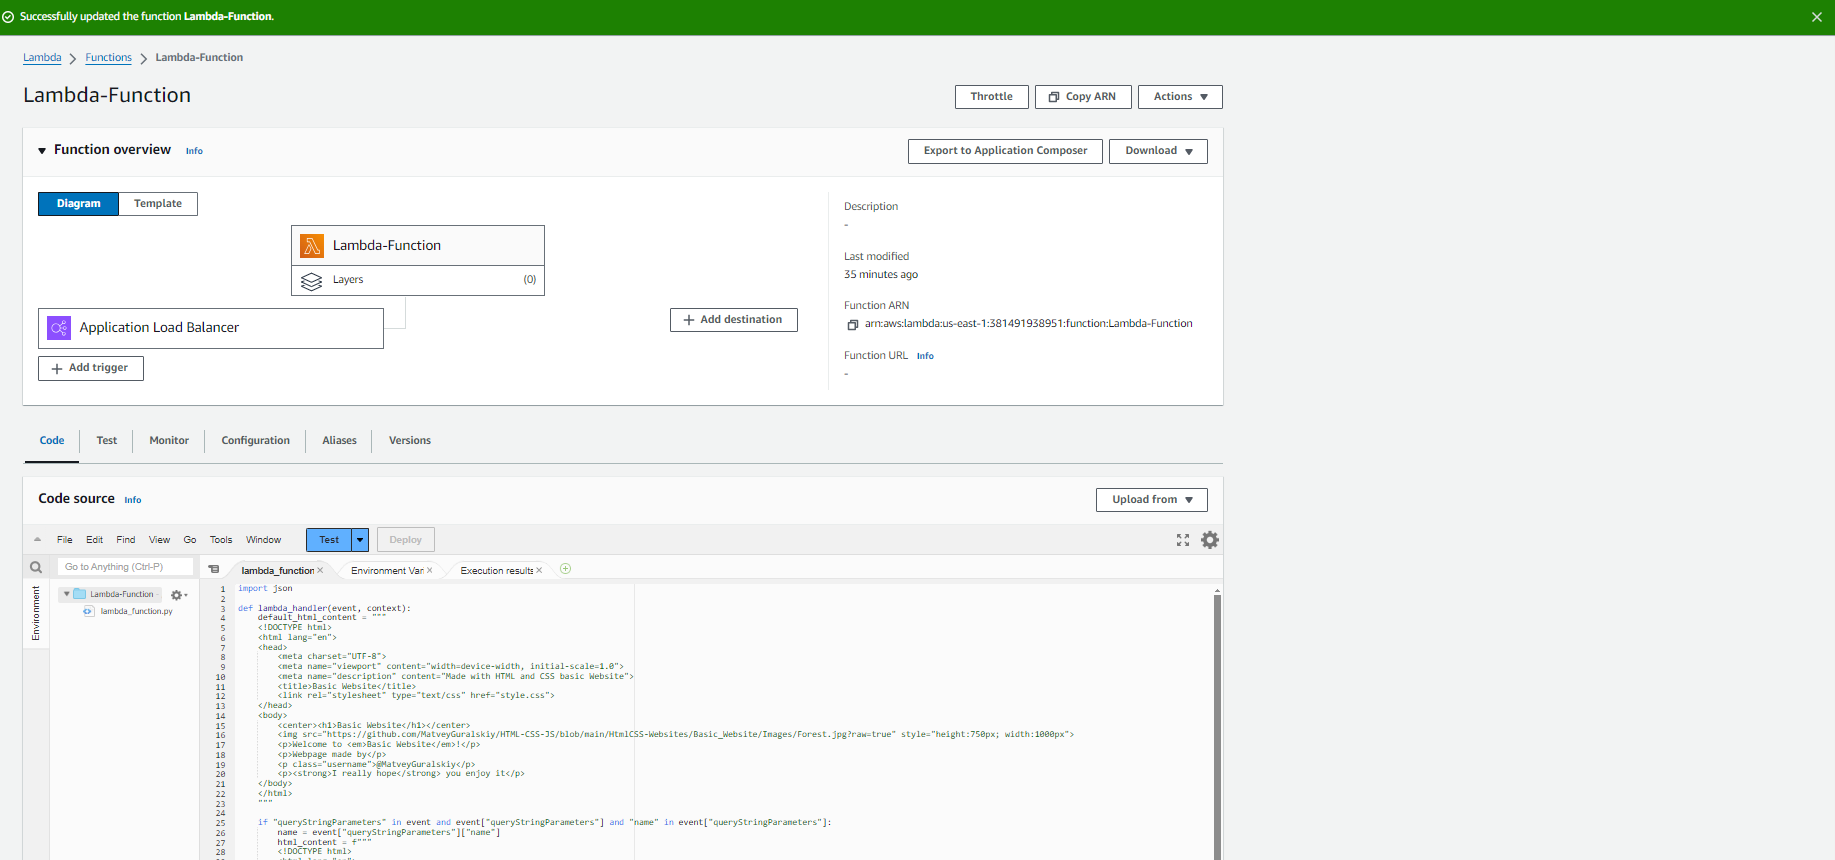 Successfully updated the function Lambda-Function.
Lambda
Functions
Lambda-Function
Lambda-Function
Throttle
Copy ARN
Actions
Function overview
Info
Export to Application Composer
Download
Diagram
Template
Lambda-Function
Layers
(0)
Application Load Balancer
Add trigger
Add destination
Description
-
Last modified
35 minutes ago
Function ARN
arn:aws:lambda:us-east-1:381491938951:function:Lambda-Function
Function URL
Info
-
Code
Test
Monitor
Configuration
Aliases
Versions
Code source
Info
Upload from
File
Edit
Find
View
Go
Tools
Window
Test
Deploy
Go to Anything (Ctrl-P)
Environment
Lambda-Function
lambda_function.py
lambda_function
Environment Var
Execution results
1 import json
2
3 def lambda_handler(event, context):
4 default_html_content = """
5 <!DOCTYPE html>
6 <html lang="en">
7 <head>
8 <meta charset="UTF-8">
9 <meta name="viewport" content="width=device-width, initial-scale=1.0">
10 <meta name="description" content="Made with HTML and CSS basic Website">
11 <title>Basic Website</title>
12 <link rel="stylesheet" type="text/css" href="style.css">
13 </head>
14 <body>
15 <center><h1>Basic Website</h1></center>
16 <img src="https://github.com/MatveyGuralskiy/HTML-CSS-JS/blob/main/HtmlCSS-Websites/Basic_Website/Images/Forest.jpg?raw=true" style="height:750px; width:1000px">
17 <p>Welcome to <em>Basic Website</em>!</p>
18 <p>Webpage made by</p>
19 <p class="username">@MatveyGuralskiy</p>
20 <p><strong>I really hope</strong> you enjoy it</p>
21 </body>
22 </html>
23 """
24
25 if "queryStringParameters" in event and event["queryStringParameters"] and "name" in event["queryStringParameters"]:
26 name = event["queryStringParameters"]["name"]
27 html_content = f"""
28 <!DOCTYPE html>